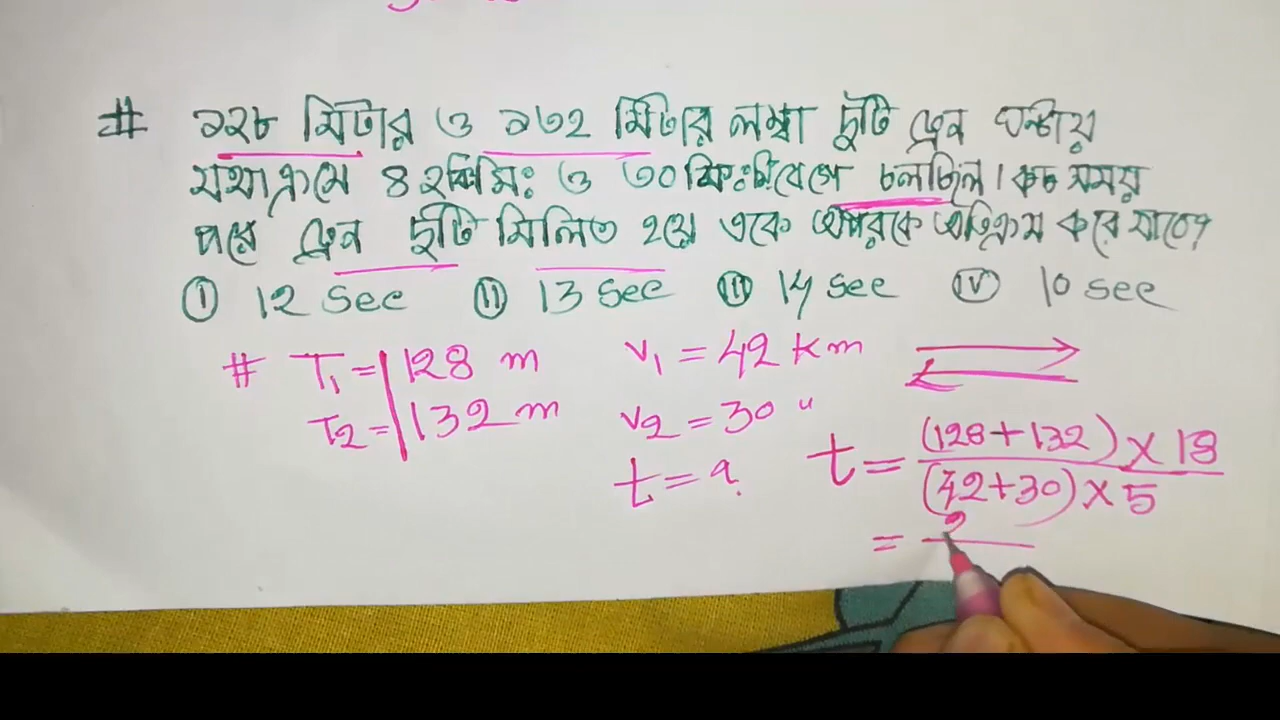 # ১২৮ মিটার ও ১৩২ মিটার লম্বা দুটি ট্রেন ঘন্টায়
যথাক্রমে ৪২কিমিঃ ও ৩০কিঃমিঃবেগে চলছিল। কত সময়
পরে ট্রেন দুটি মিলিত হয়ে একে অপরকে অতিক্রম করে যাবে?
(I) 12 sec (II) 13 sec (III) 14 sec (IV) 10 sec
# T₁ = 128 m V₁ = 42 km
T₂ = 132 m V₂ = 30 "
t = ? t = (128+132) × 18
(42+30) × 5
= 2